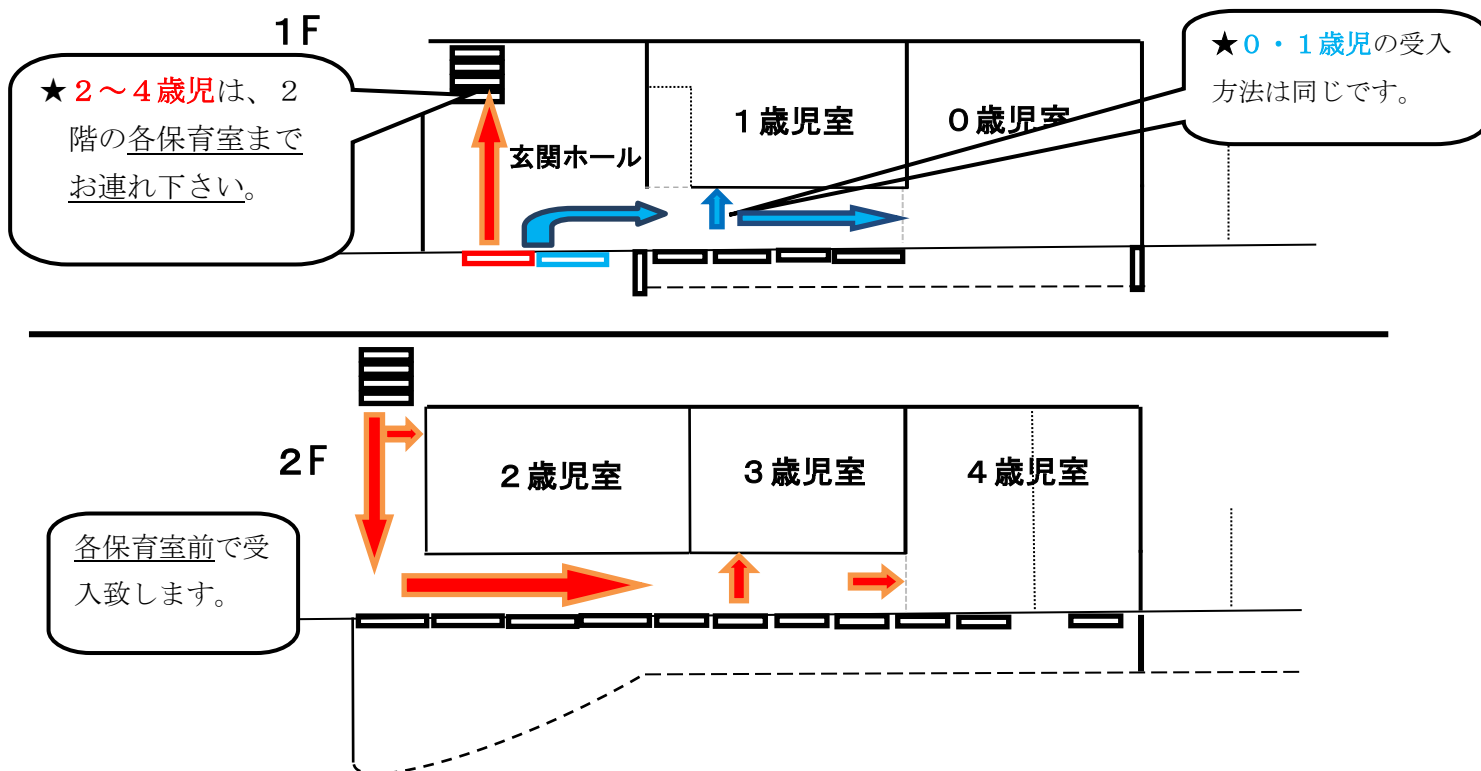 1F
★２～４歳児は、２
階の各保育室まで
お連れ下さい。
玄関ホール
１歳児室
０歳児室
★０・１歳児の受入
方法は同じです。
2F
２歳児室
３歳児室
４歳児室
各保育室前で受
入致します。